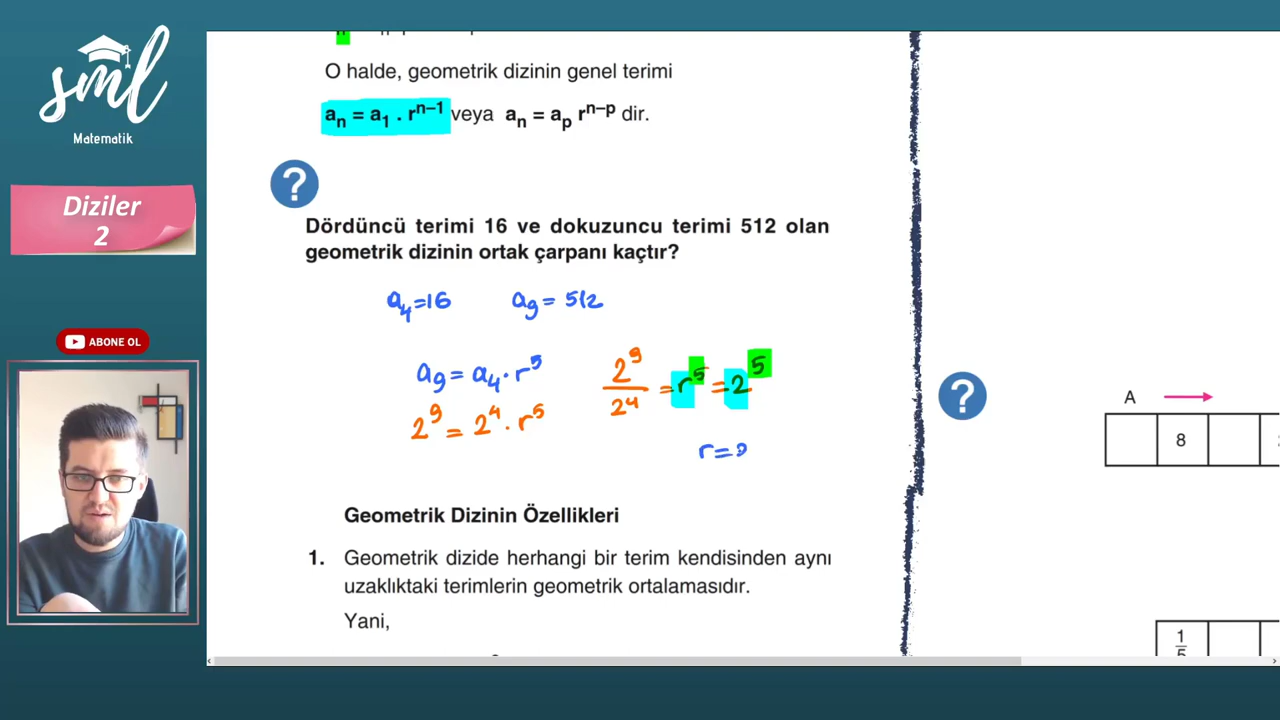 sml
Matematik
Diziler
2
ABONE OL
O halde, geometrik dizinin genel terimi
aₙ = a₁ . rⁿ⁻¹ veya aₙ = aₚ rⁿ⁻ᵖ dir.
?
Dördüncü terimi 16 ve dokuzuncu terimi 512 olan
geometrik dizinin ortak çarpanı kaçtır?
a₄=16 a₉= 512
a₉ = a₄ . r⁵
2⁹ = 2⁴ . r⁵
2⁹/2⁴ = r⁵ = 2⁵
r=
Geometrik Dizinin Özellikleri
1. Geometrik dizide herhangi bir terim kendisinden aynı
uzaklıktaki terimlerin geometrik ortalamasıdır.
Yani,
?
A
8
1/5